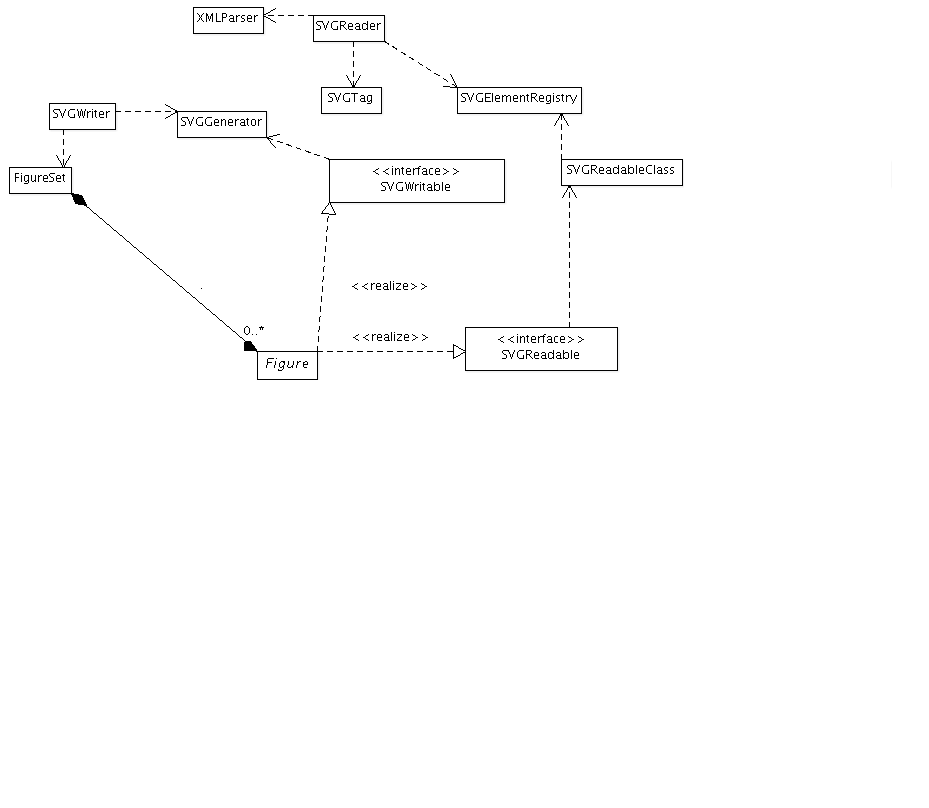 XMLParser
SVGReader
SVGTag
SVGElementRegistry
SVGWriter
SVGGenerator
FigureSet
<<interface>>
SVGWritable
SVGReadableClass
<<realize>>
0..*
<<realize>>
<<interface>>
SVGReadable
Figure